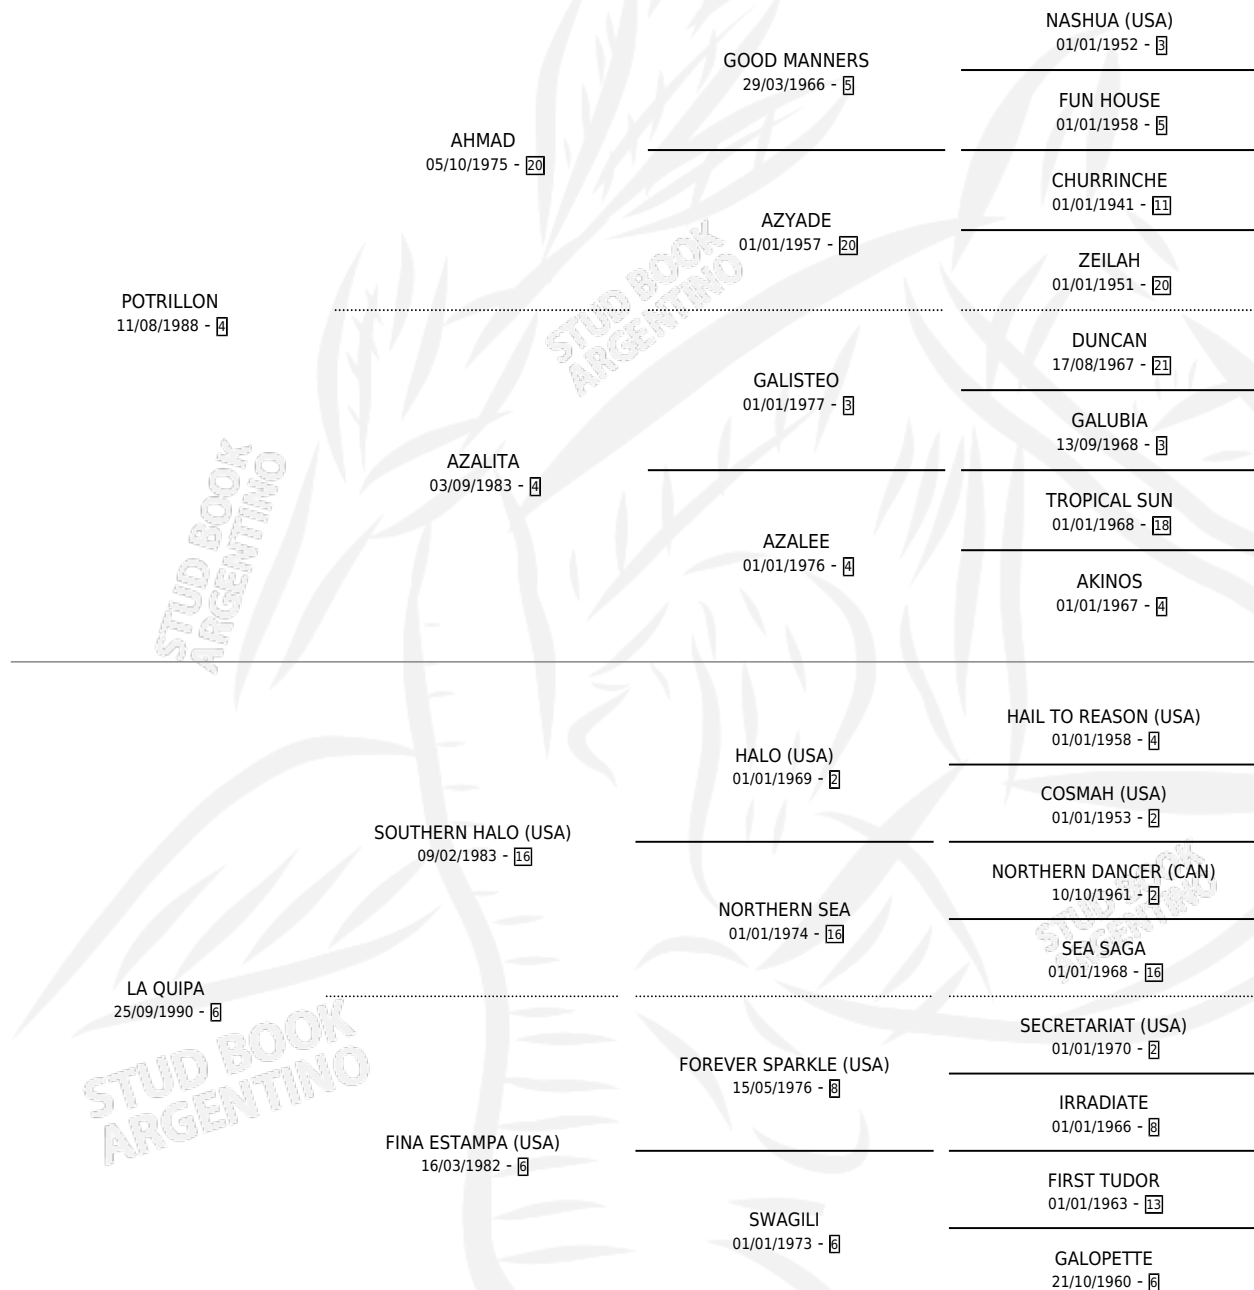 NASHUA (USA)
01/01/1952 - 3
GOOD MANNERS
29/03/1966 - 5
FUN HOUSE
01/01/1958 - 5
AHMAD
05/10/1975 - 20
CHURRINCHE
01/01/1941 - 11
AZYADE
01/01/1957 - 20
ZEILAH
01/01/1951 - 20
POTRILLON
11/08/1988 - 4
STUD BOOK
ARGENTINO
DUNCAN
17/08/1967 - 21
GALISTEO
01/01/1977 - 3
GALUBIA
13/09/1968 - 3
AZALITA
03/09/1983 - 4
TROPICAL SUN
01/01/1968 - 18
AZALEE
01/01/1976 - 4
AKINOS
01/01/1967 - 4
STUD BOOK
ARGENTINO
HAIL TO REASON (USA)
01/01/1958 - 4
HALO (USA)
01/01/1969 - 2
COSMAH (USA)
01/01/1953 - 2
SOUTHERN HALO (USA)
09/02/1983 - 16
NORTHERN DANCER (CAN)
10/10/1961 - 2
NORTHERN SEA
01/01/1974 - 16
STUD BOOK
ARGENTINO
SEA SAGA
01/01/1968 - 16
LA QUIPA
25/09/1990 - 6
SECRETARIAT (USA)
01/01/1970 - 2
FOREVER SPARKLE (USA)
15/05/1976 - 8
IRRADIATE
01/01/1966 - 8
STUD BOOK
ARGENTINO
FINA ESTAMPA (USA)
16/03/1982 - 6
FIRST TUDOR
01/01/1963 - 13
SWAGILI
01/01/1973 - 6
GALOPETTE
21/10/1960 - 6